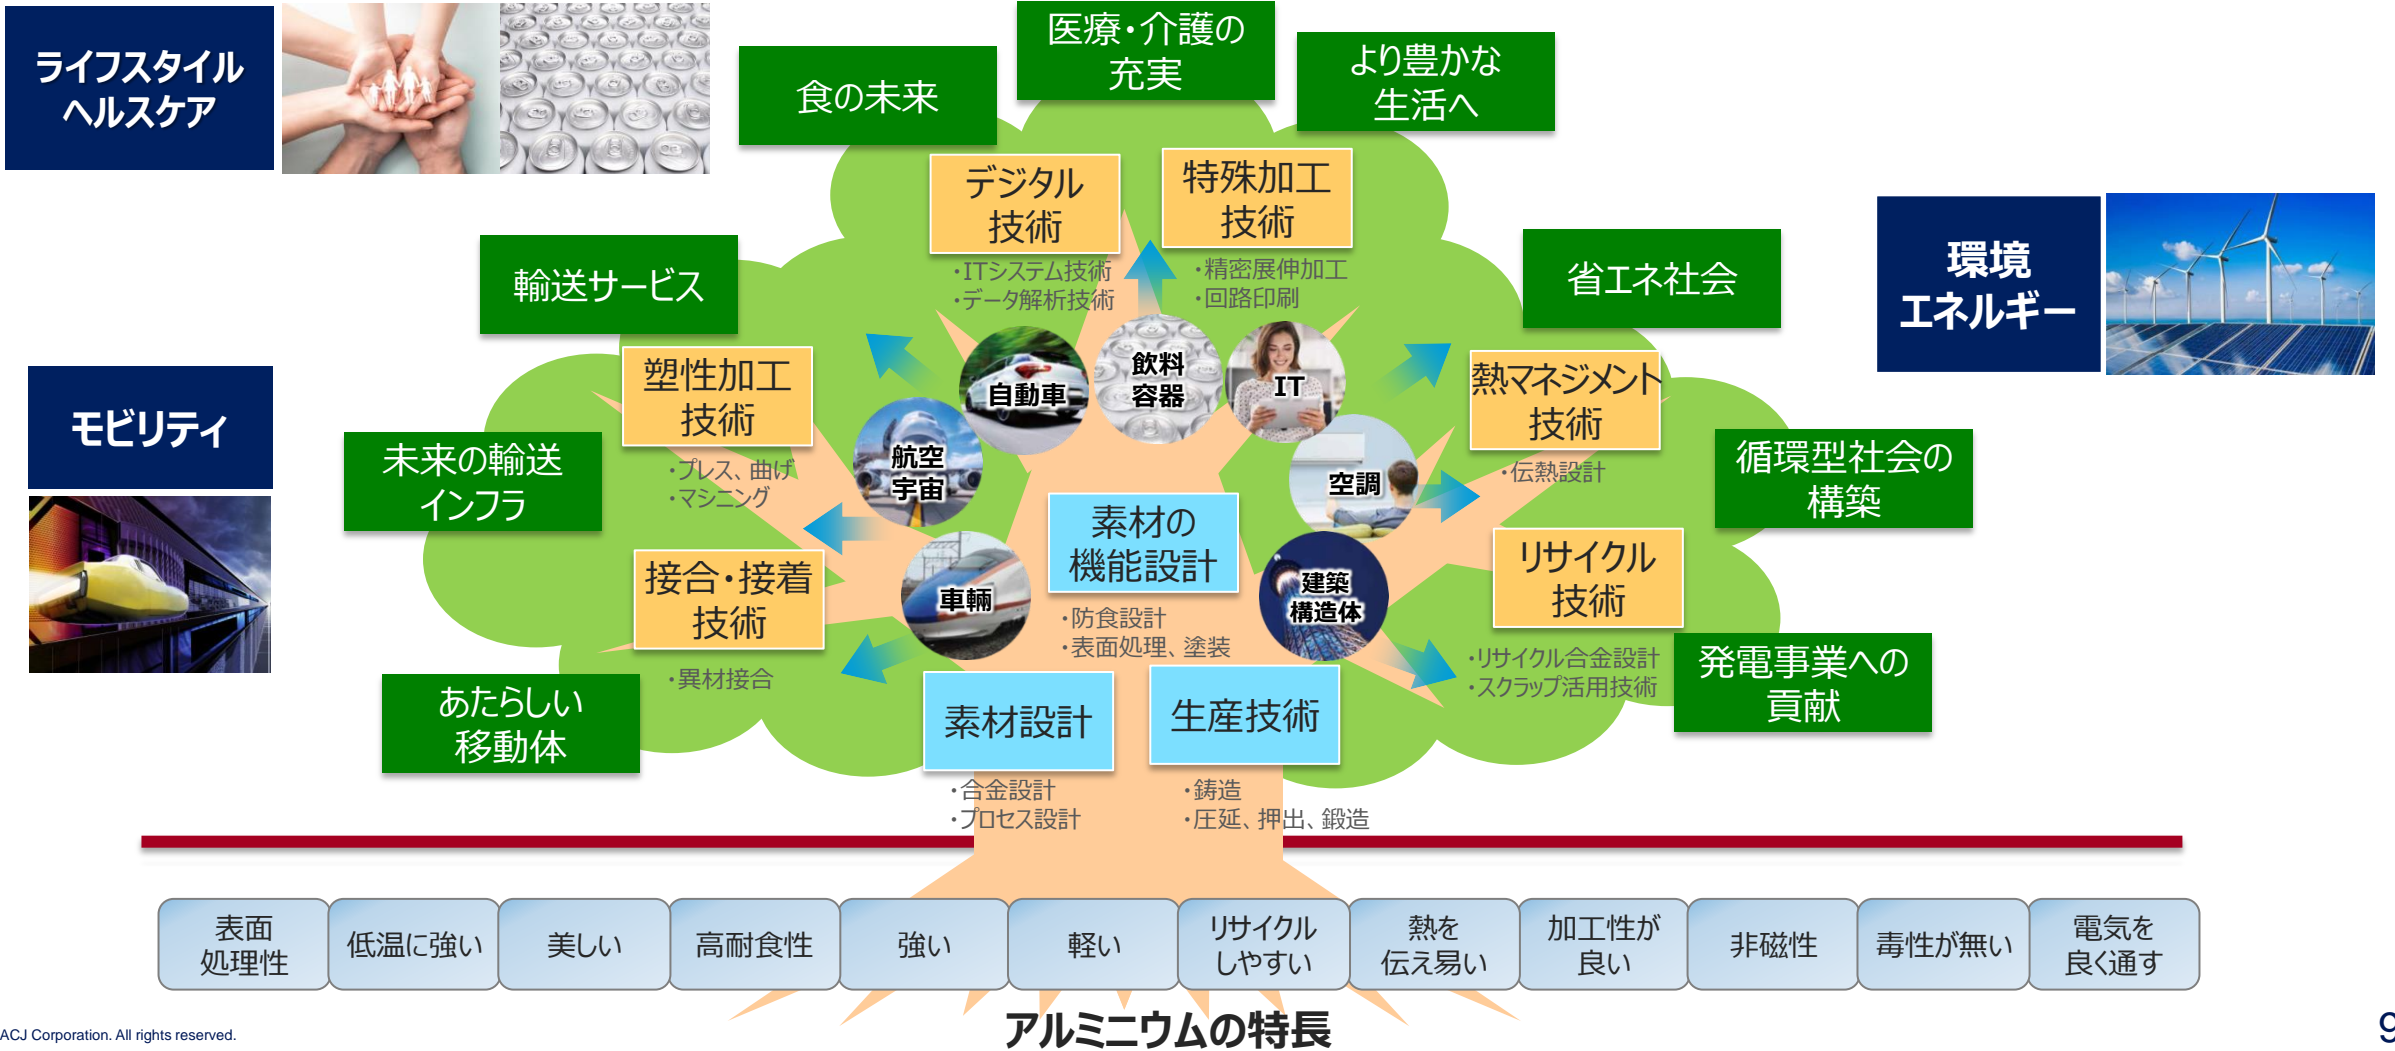 ライフスタイル
ヘルスケア
食の未来
医療・介護の
充実
より豊かな
生活へ
デジタル
技術
・ITシステム技術
・データ解析技術
特殊加工
技術
・精密展伸加工
・回路印刷
輸送サービス
省エネ社会
環境
エネルギー
モビリティ
塑性加工
技術
・プレス、曲げ
・マシニング
自動車
飲料
容器
IT
熱マネジメント
技術
・伝熱設計
未来の輸送
インフラ
航空
宇宙
空調
循環型社会の
構築
接合・接着
技術
・異材接合
車輌
素材の
機能設計
・防食設計
・表面処理、塗装
建築
構造体
リサイクル
技術
・リサイクル合金設計
・スクラップ活用技術
あたらしい
移動体
素材設計
・合金設計
・プロセス設計
生産技術
・鋳造
・圧延、押出、鍛造
発電事業への
貢献
表面
処理性
低温に強い
美しい
高耐食性
強い
軽い
リサイクル
しやすい
熱を
伝え易い
加工性が
良い
非磁性
毒性が無い
電気を
良く通す
アルミニウムの特長
ACJ Corporation. All rights reserved.
9